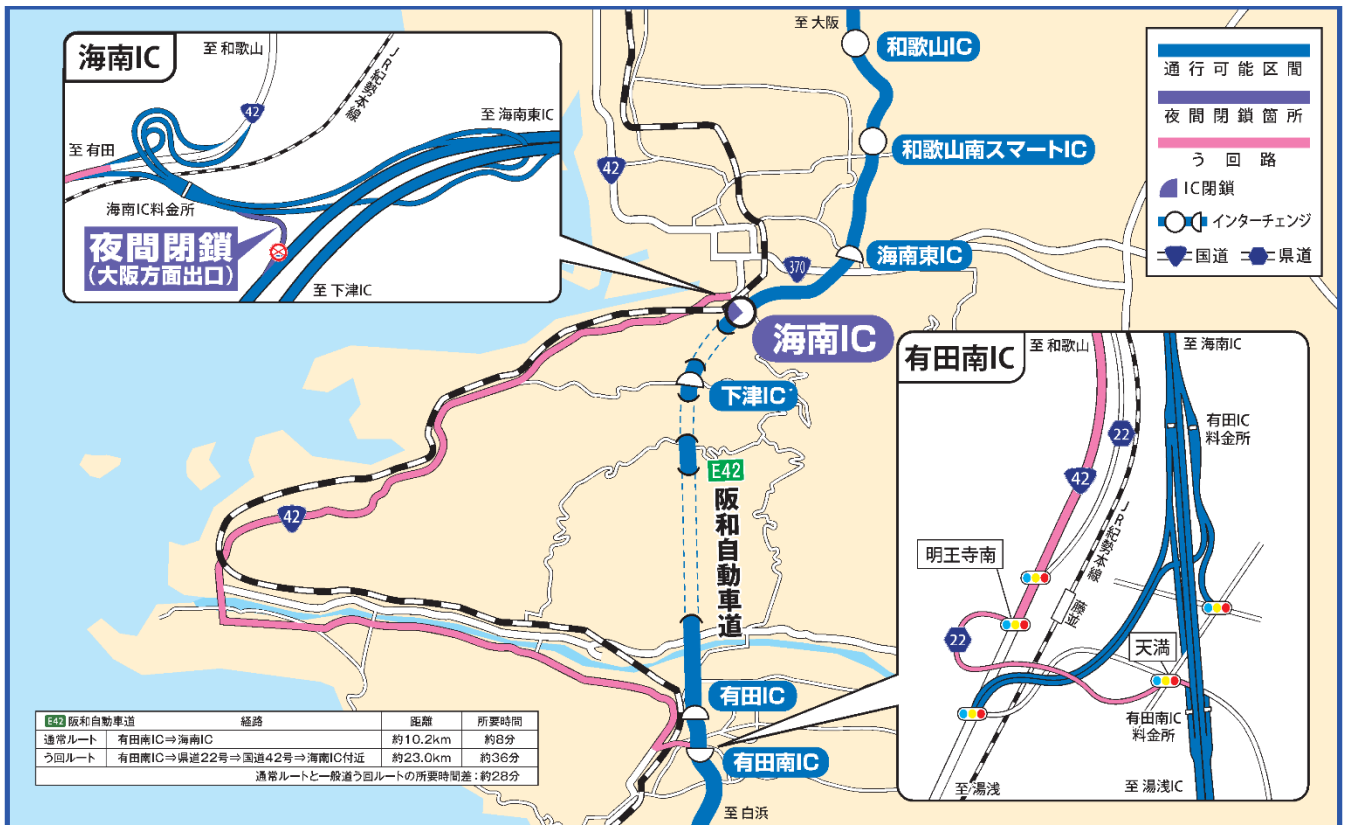 海南IC
至 和歌山
JR紀勢本線
42
至 海南東IC
至 有田
海南IC料金所
夜間閉鎖
(大阪方面出口)
至 下津IC
至 大阪
和歌山IC
42
和歌山南スマートIC
海南東IC
370
海南IC
下津IC
E42
阪和自動車道
42
有田IC
有田南IC
至 白浜
通行可能区間
夜間閉鎖箇所
う回路
IC閉鎖
インターチェンジ
国道 県道
有田南IC
至 和歌山
至 海南IC
22
42
有田IC
料金所
JR紀勢本線
明王寺南
藤並
22
天満
有田南IC
料金所
至 湯浅
至 湯浅IC
E42 阪和自動車道 経路 距離 所要時間
通常ルート 有田南IC⇒海南IC 約10.2km 約8分
う回ルート 有田南IC⇒県道22号⇒国道42号⇒海南IC付近 約23.0km 約36分
通常ルートと一般道う回ルートの所要時間差:約28分